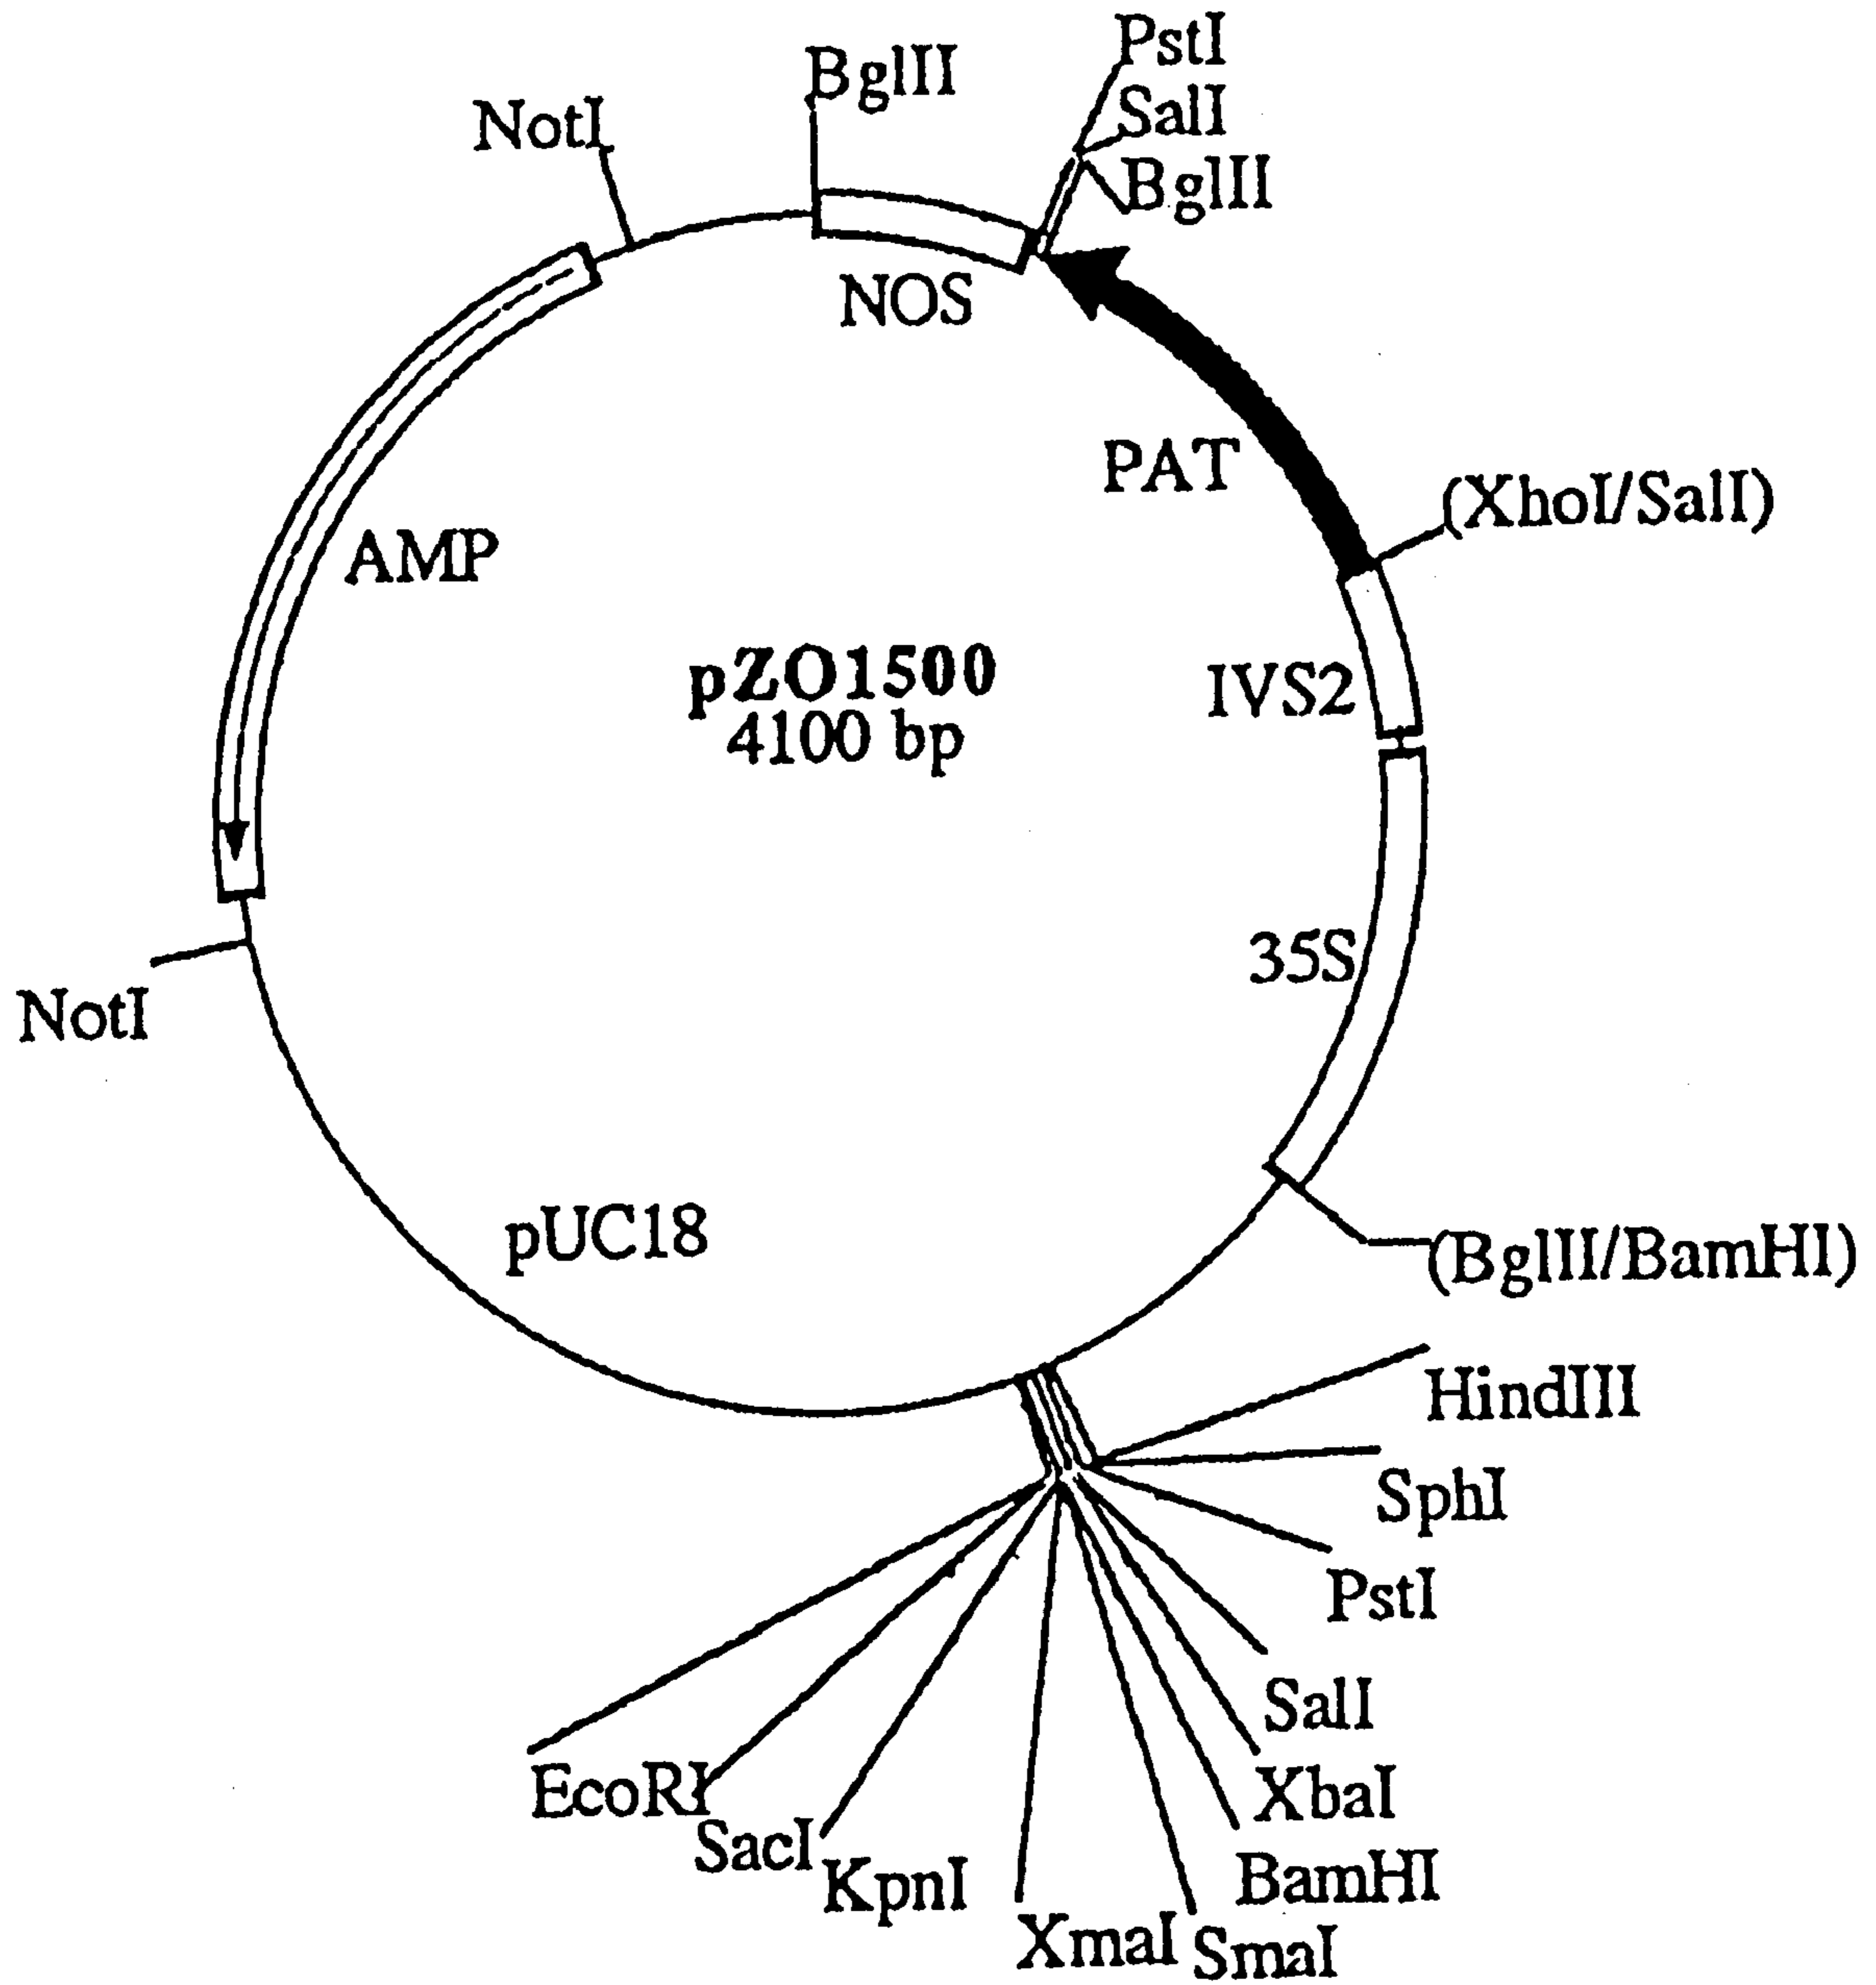 PstI
BglII
SalI
NotI
BglII
NOS
PAT
(XhoI/SalI)
AMP
pZO1500
IVS2
4100 bp
35S
NotI
pUC18
(BglII/BamHI)
HindIII
SphI
PstI
SalI
XbaI
EcoRI
SacI
BamHI
KpnI
XmaI
SmaI